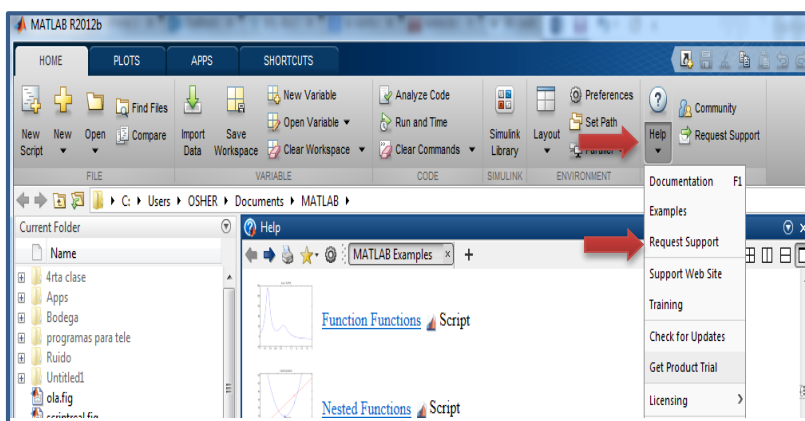 MATLAB R2012b
HOME PLOTS APPS SHORTCUTS
New Script
New
Open
Find Files
Compare
FILE
Import Data
Save Workspace
New Variable
Open Variable
Clear Workspace
VARIABLE
Analyze Code
Run and Time
Clear Commands
CODE
Simulink Library
SIMULINK
Layout
Preferences
Set Path
Parallel
ENVIRONMENT
Help
Community
Request Support
C: Users OSHER Documents MATLAB
Current Folder
Name
4rta clase
Apps
Bodega
programas para tele
Ruido
Untitled1
ola.fig
scriptreal.fig
Help
MATLAB Examples × +
Function Functions Script
Nested Functions Script
Documentation F1
Examples
Request Support
Support Web Site
Training
Check for Updates
Get Product Trial
Licensing